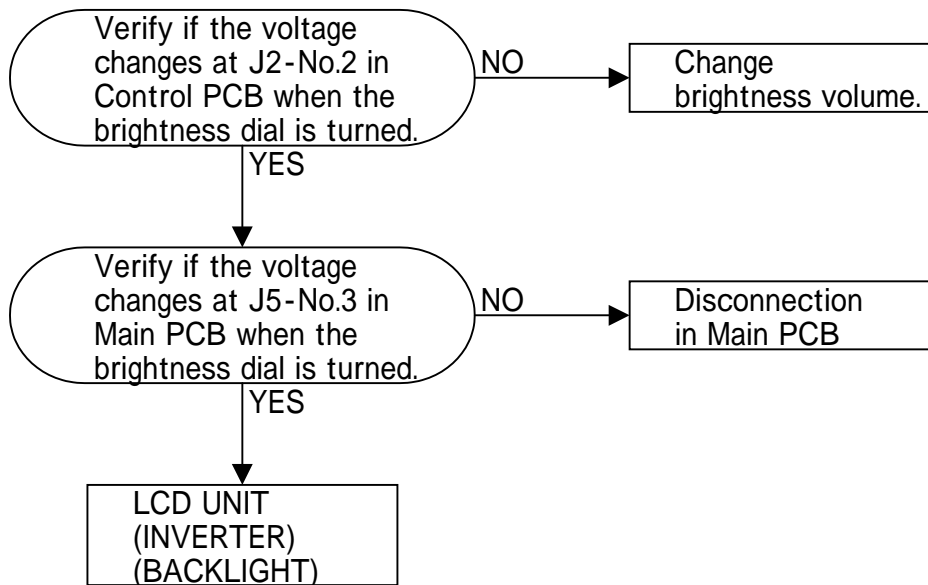 Verify if the voltage
changes at J2-No.2 in
Control PCB when the
brightness dial is turned.
NO
Change
brightness volume.
YES
Verify if the voltage
changes at J5-No.3 in
Main PCB when the
brightness dial is turned.
NO
Disconnection
in Main PCB
YES
LCD UNIT
(INVERTER)
(BACKLIGHT)